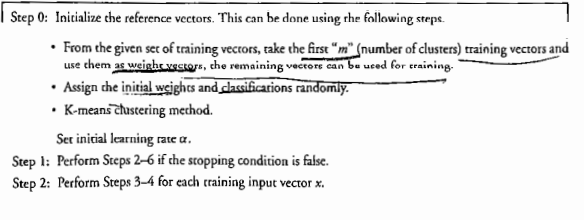 Step 0: Initialize the reference vectors. This can be done using the following steps.
• From the given set of training vectors, take the first "m" (number of clusters) training vectors and
use them as weight vectors, the remaining vectors can be used for training.
• Assign the initial weights and classifications randomly.
• K-means clustering method.
Set initial learning rate α.
Step 1: Perform Steps 2–6 if the stopping condition is false.
Step 2: Perform Steps 3–4 for each training input vector x.